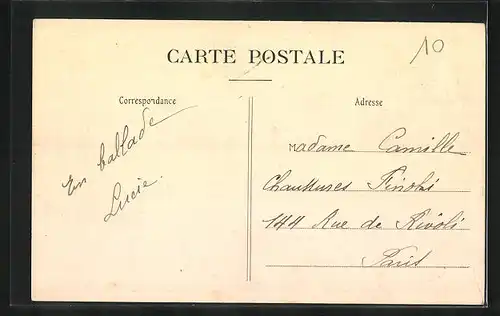 10
CARTE POSTALE
Correspondance
Adresse
En ballade
Lucie.
Madame Camille
Chaussures
144 Rue de Rivoli
Paris